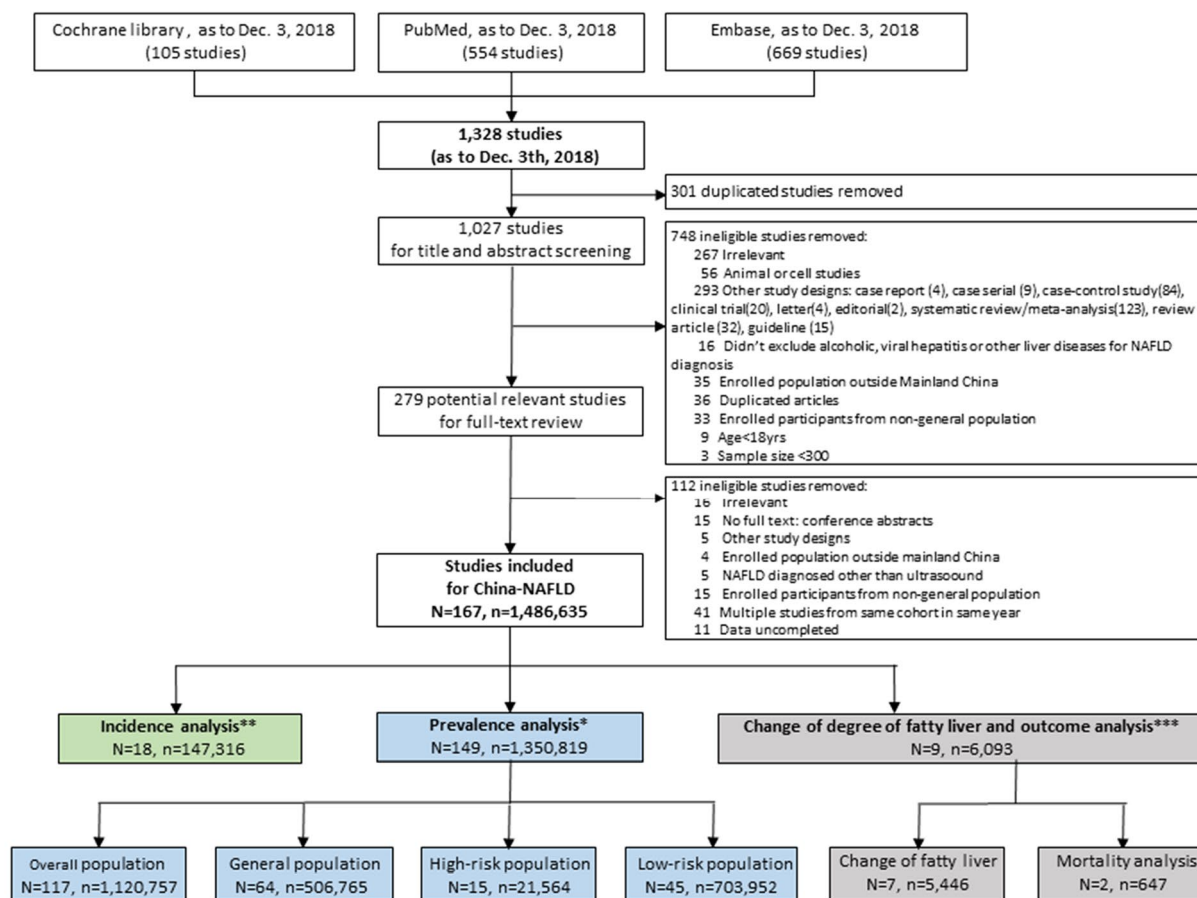 Cochrane library , as to Dec. 3, 2018
(105 studies)
PubMed, as to Dec. 3, 2018
(554 studies)
Embase, as to Dec. 3, 2018
(669 studies)
1,328 studies
(as to Dec. 3th, 2018)
301 duplicated studies removed
1,027 studies
for title and abstract screening
748 ineligible studies removed:
267 Irrelevant
56 Animal or cell studies
293 Other study designs: case report (4), case serial (9), case-control study(84),
clinical trial(20), letter(4), editorial(2), systematic review/meta-analysis(123), review
article (32), guideline (15)
16 Didn't exclude alcoholic, viral hepatitis or other liver diseases for NAFLD
diagnosis
35 Enrolled population outside Mainland China
36 Duplicated articles
33 Enrolled participants from non-general population
9 Age<18yrs
3 Sample size <300
279 potential relevant studies
for full-text review
112 ineligible studies removed:
16 Irrelevant
15 No full text: conference abstracts
5 Other study designs
4 Enrolled population outside mainland China
5 NAFLD diagnosed other than ultrasoound
15 Enrolled participants from non-general population
41 Multiple studies from same cohort in same year
11 Data uncompleted
Studies included
for China-NAFLD
N=167, n=1,486,635
Incidence analysis**
N=18, n=147,316
Prevalence analysis*
N=149, n=1,350,819
Change of degree of fatty liver and outcome analysis***
N=9, n=6,093
Overall population
N=117, n=1,120,757
General population
N=64, n=506,765
High-risk population
N=15, n=21,564
Low-risk population
N=45, n=703,952
Change of fatty liver
N=7, n=5,446
Mortality analysis
N=2, n=647